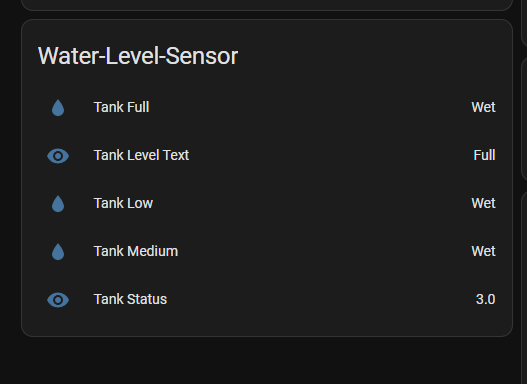 Water-Level-Sensor
Tank Full Wet
Tank Level Text Full
Tank Low Wet
Tank Medium Wet
Tank Status 3.0